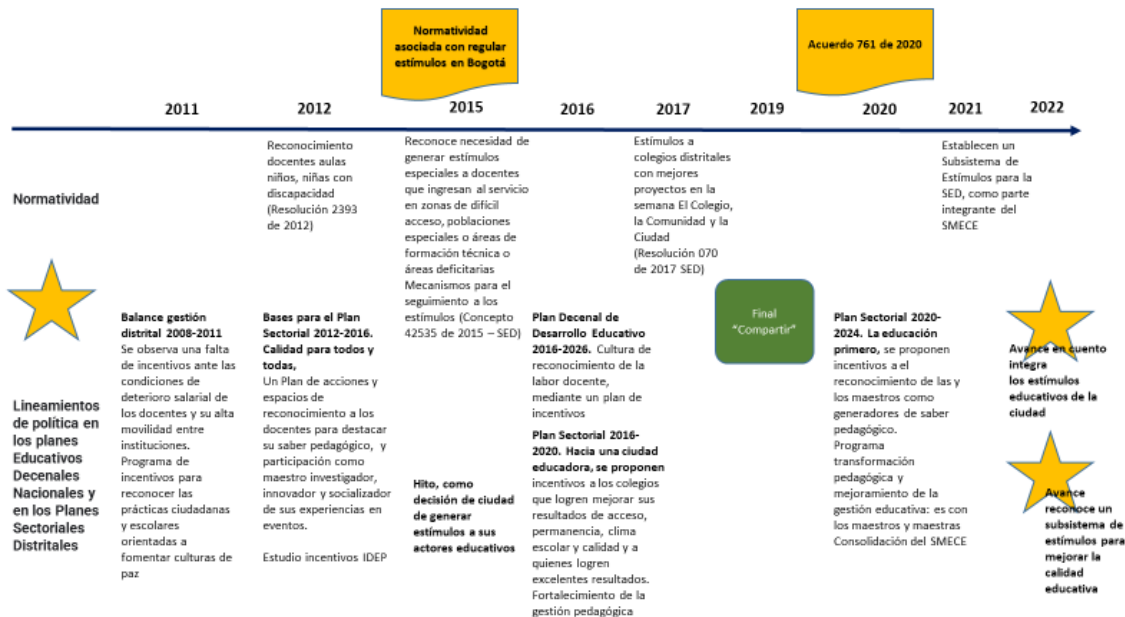 Normatividad
asociada con regular
estímulos en Bogotá
Acuerdo 761 de 2020
2011
2012
2015
2016
2017
2019
2020
2021
2022
Normatividad
Reconocimiento
docentes aulas
niños, niñas con
discapacidad
(Resolución 2393
de 2012)
Reconoce necesidad de
generar estímulos
especiales a docentes
que ingresan al servicio
en zonas de difícil
acceso, poblaciones
especiales o áreas de
formación técnica o
áreas deficitarias
Mecanismos para el
seguimiento a los
estímulos (Concepto
42535 de 2015 – SED)
Estímulos a
colegios distritales
con mejores
proyectos en la
semana El Colegio,
la Comunidad y la
Ciudad
(Resolución 070
de 2017 SED)
Establecen un
Subsistema de
Estímulos para la
SED, como parte
integrante del
SMECE
Lineamientos
de política en
los planes
Educativos
Decenales
Nacionales y
en los Planes
Sectoriales
Distritales
Balance gestión
distrital 2008-2011
Se observa una falta
de incentivos ante las
condiciones de
deterioro salarial de
los docentes y su alta
movilidad entre
instituciones.
Programa de
incentivos para
reconocer las
prácticas ciudadanas
y escolares
orientadas a
fomentar culturas de
paz
Bases para el Plan
Sectorial 2012-2016.
Calidad para todos y
todas,
Un Plan de acciones y
espacios de
reconocimiento a los
docentes para destacar
su saber pedagógico, y
participación como
maestro investigador,
innovador y socializador
de sus experiencias en
eventos.
Estudio incentivos IDEP
Hito, como
decisión de ciudad
de generar
estímulos a sus
actores educativos
Plan Decenal de
Desarrollo Educativo
2016-2026. Cultura de
reconocimiento de la
labor docente,
mediante un plan de
incentivos
Plan Sectorial 2016-
2020. Hacia una ciudad
educadora, se proponen
incentivos a los colegios
que logren mejorar sus
resultados de acceso,
permanencia, clima
escolar y calidad y a
quienes logren
excelentes resultados.
Fortalecimiento de la
gestión pedagógica
Final
“Compartir”
Plan Sectorial 2020-
2024. La educación
primero, se proponen
incentivos a el
reconocimiento de las y
los maestros como
generadores de saber
pedagógico.
Programa
transformación
pedagógica y
mejoramiento de la
gestión educativa: es con
los maestros y maestras
Consolidación del SMECE
Avance en cuento
integra
los estímulos
educativos de la
ciudad
Avance
reconoce un
subsistema de
estímulos para
mejorar la
calidad
educativa